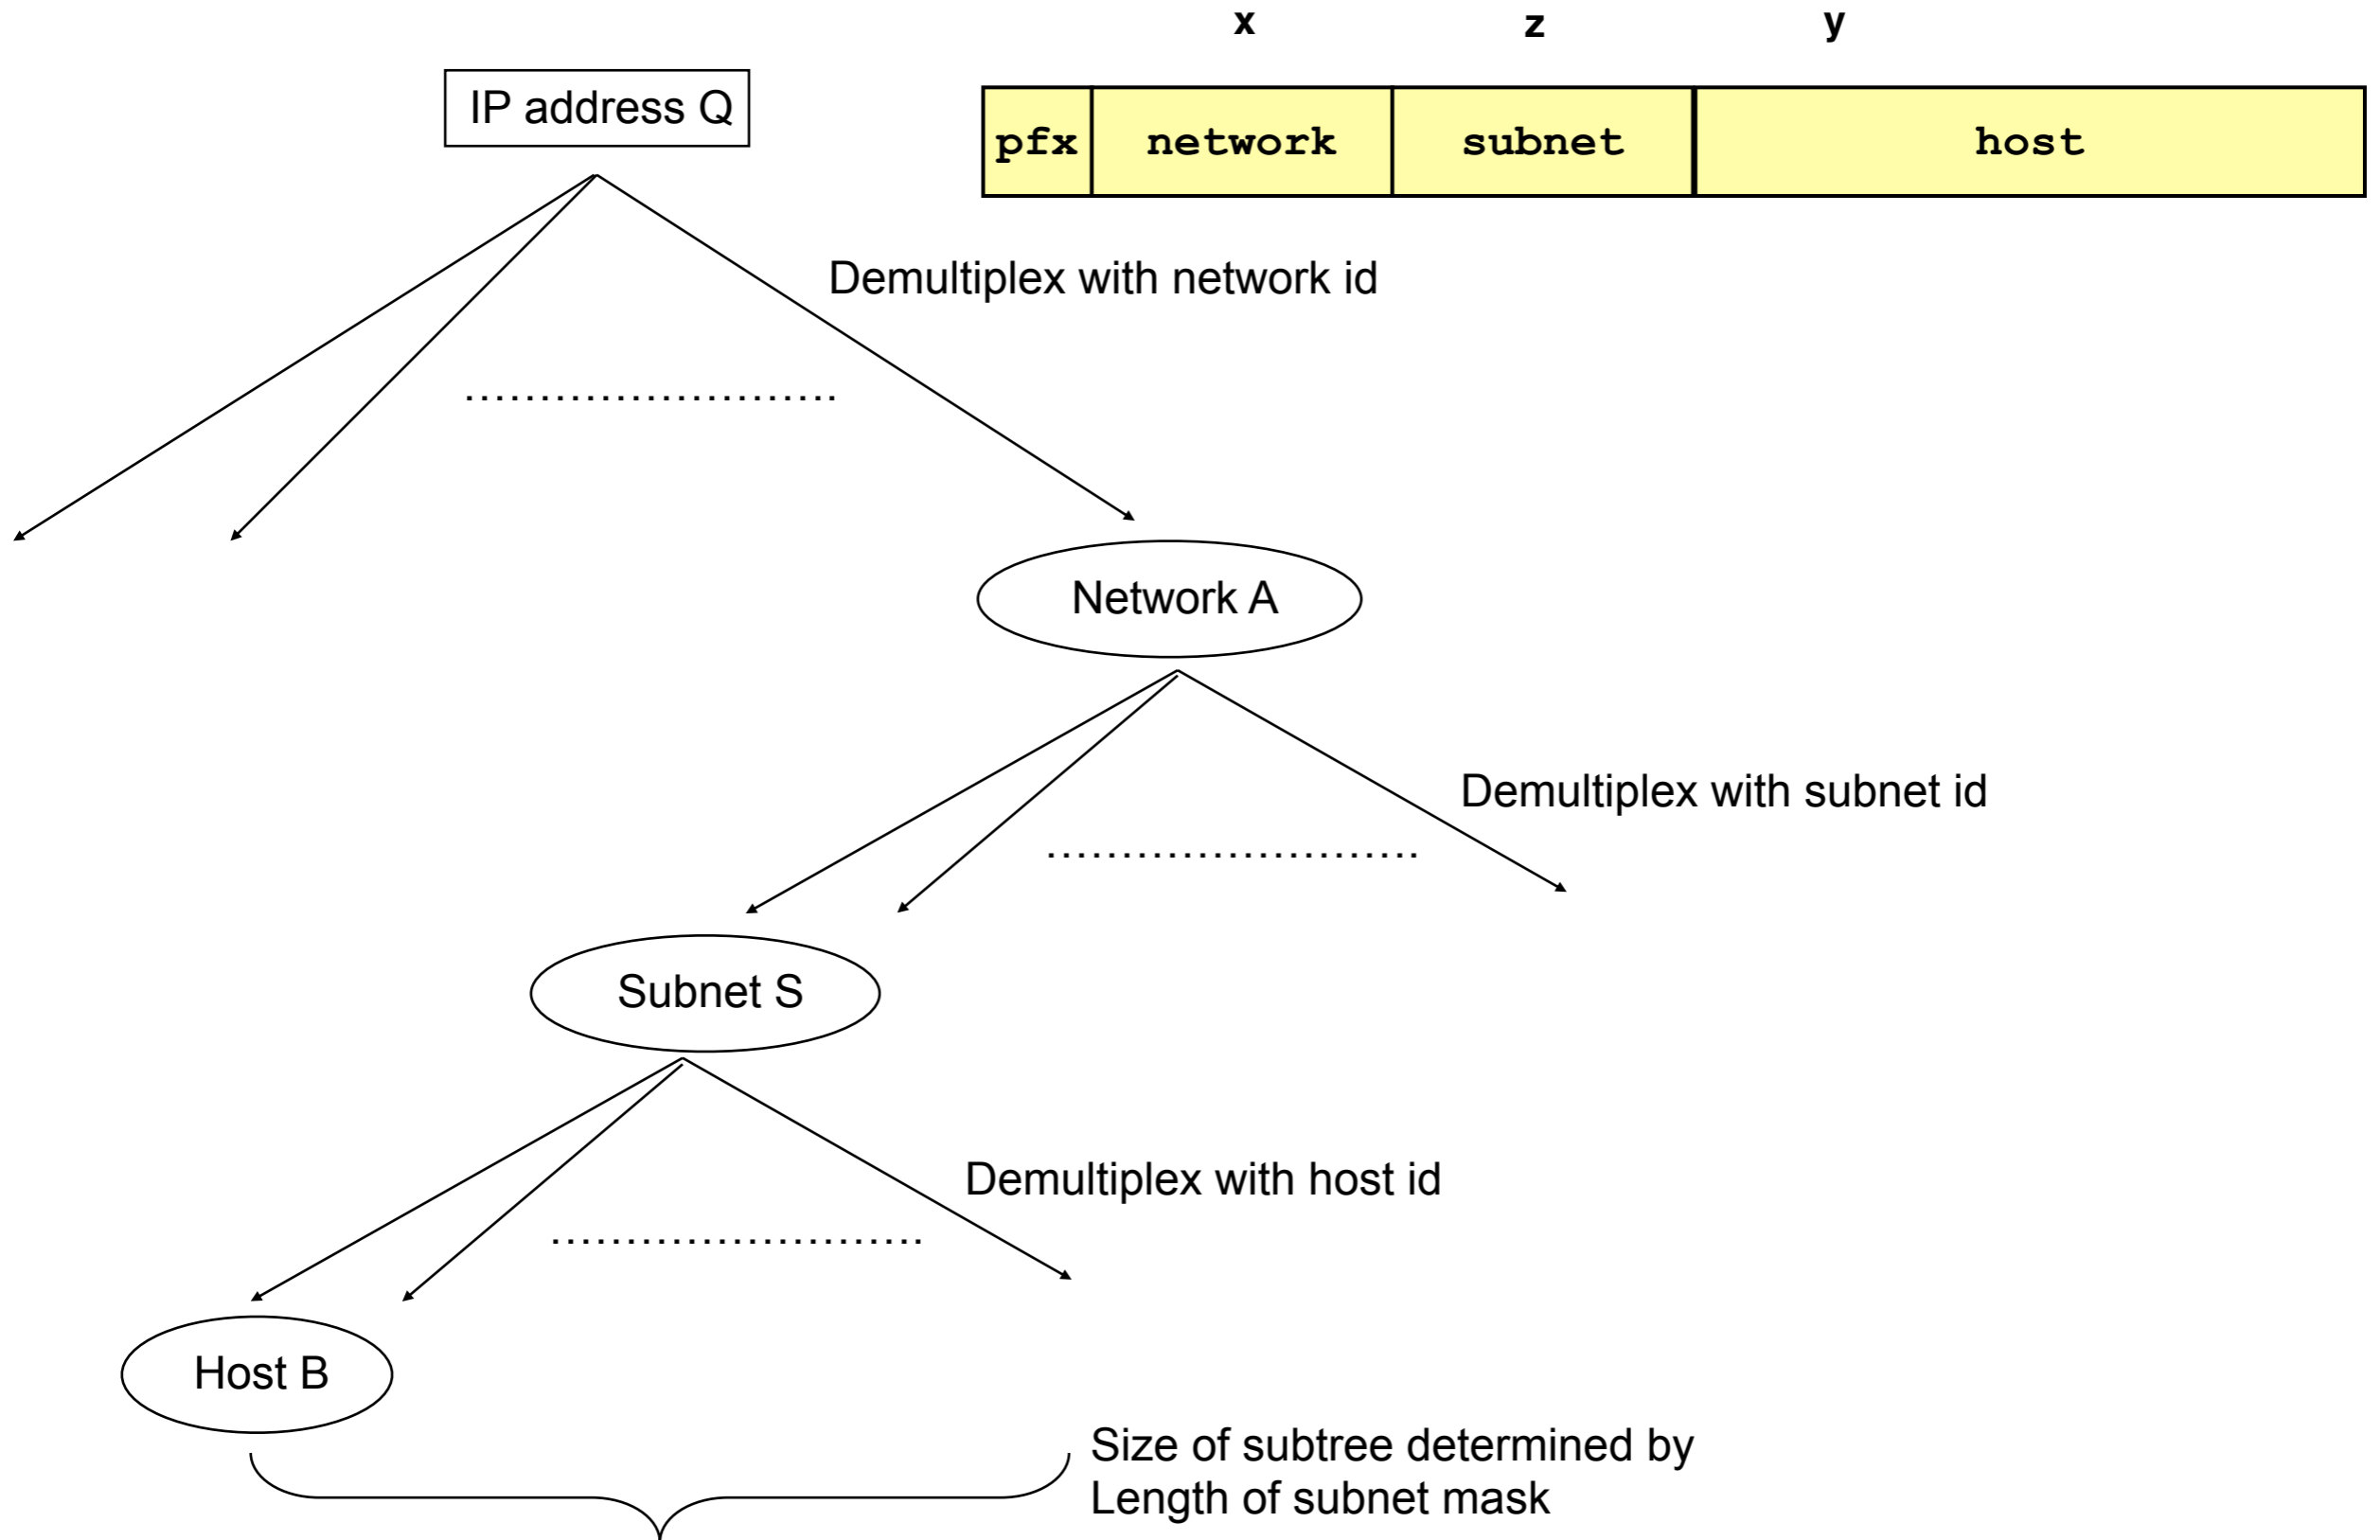 x z y
IP address Q
pfx network subnet host
Demultiplex with network id
........................
Network A
Demultiplex with subnet id
........................
Subnet S
Demultiplex with host id
........................
Host B
Size of subtree determined by
Length of subnet mask